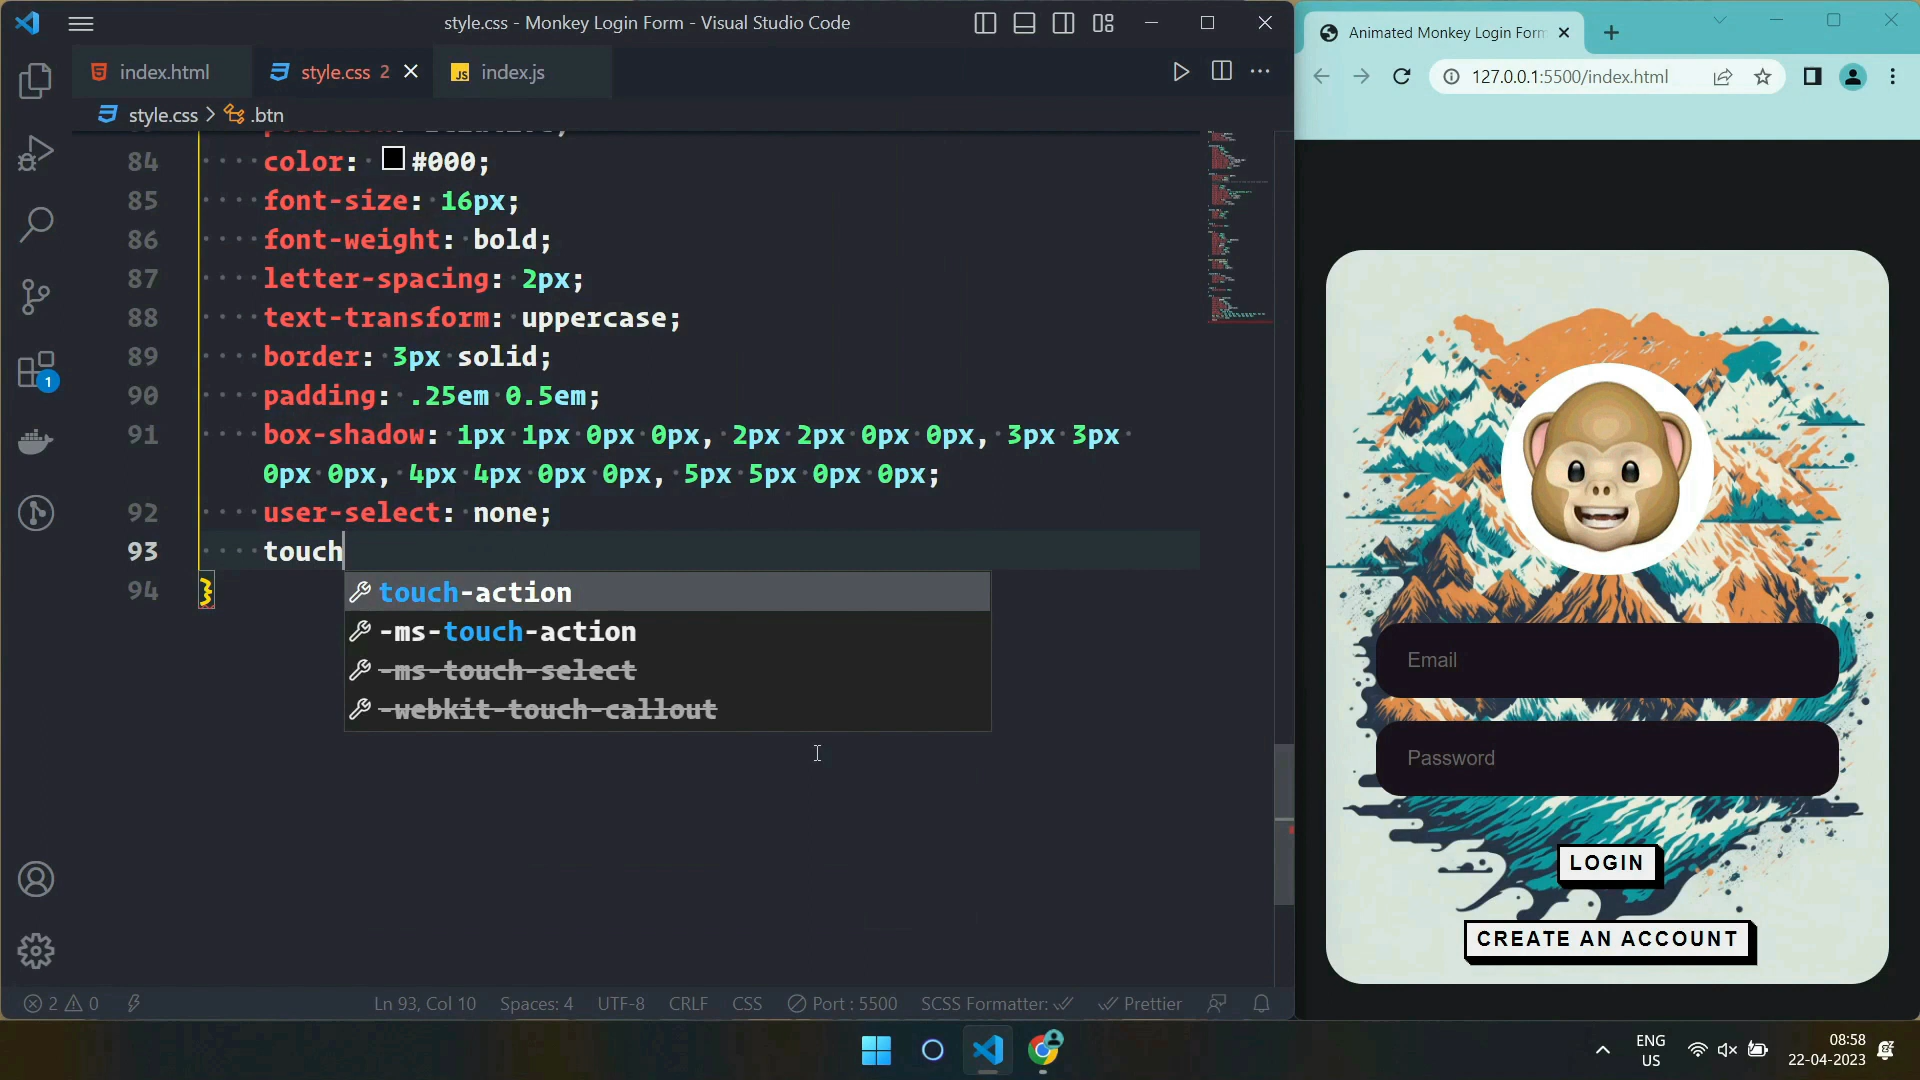 style.css - Monkey Login Form - Visual Studio Code
index.html
style.css 2
JS index.js
style.css > .btn
84 color: #000;
85 font-size: 16px;
86 font-weight: bold;
87 letter-spacing: 2px;
88 text-transform: uppercase;
89 border: 3px solid;
90 padding: .25em 0.5em;
91 box-shadow: 1px 1px 0px 0px, 2px 2px 0px 0px, 3px 3px
0px 0px, 4px 4px 0px 0px, 5px 5px 0px 0px;
92 user-select: none;
93 touch
94 }
touch-action
-ms-touch-action
-ms-touch-select
-webkit-touch-callout
1
2 0 Ln 93, Col 10 Spaces: 4 UTF-8 CRLF CSS Port : 5500 SCSS Formatter: Prettier
Animated Monkey Login Form
127.0.0.1:5500/index.html
Email
Password
LOGIN
CREATE AN ACCOUNT
ENG
US
08:58
22-04-2023